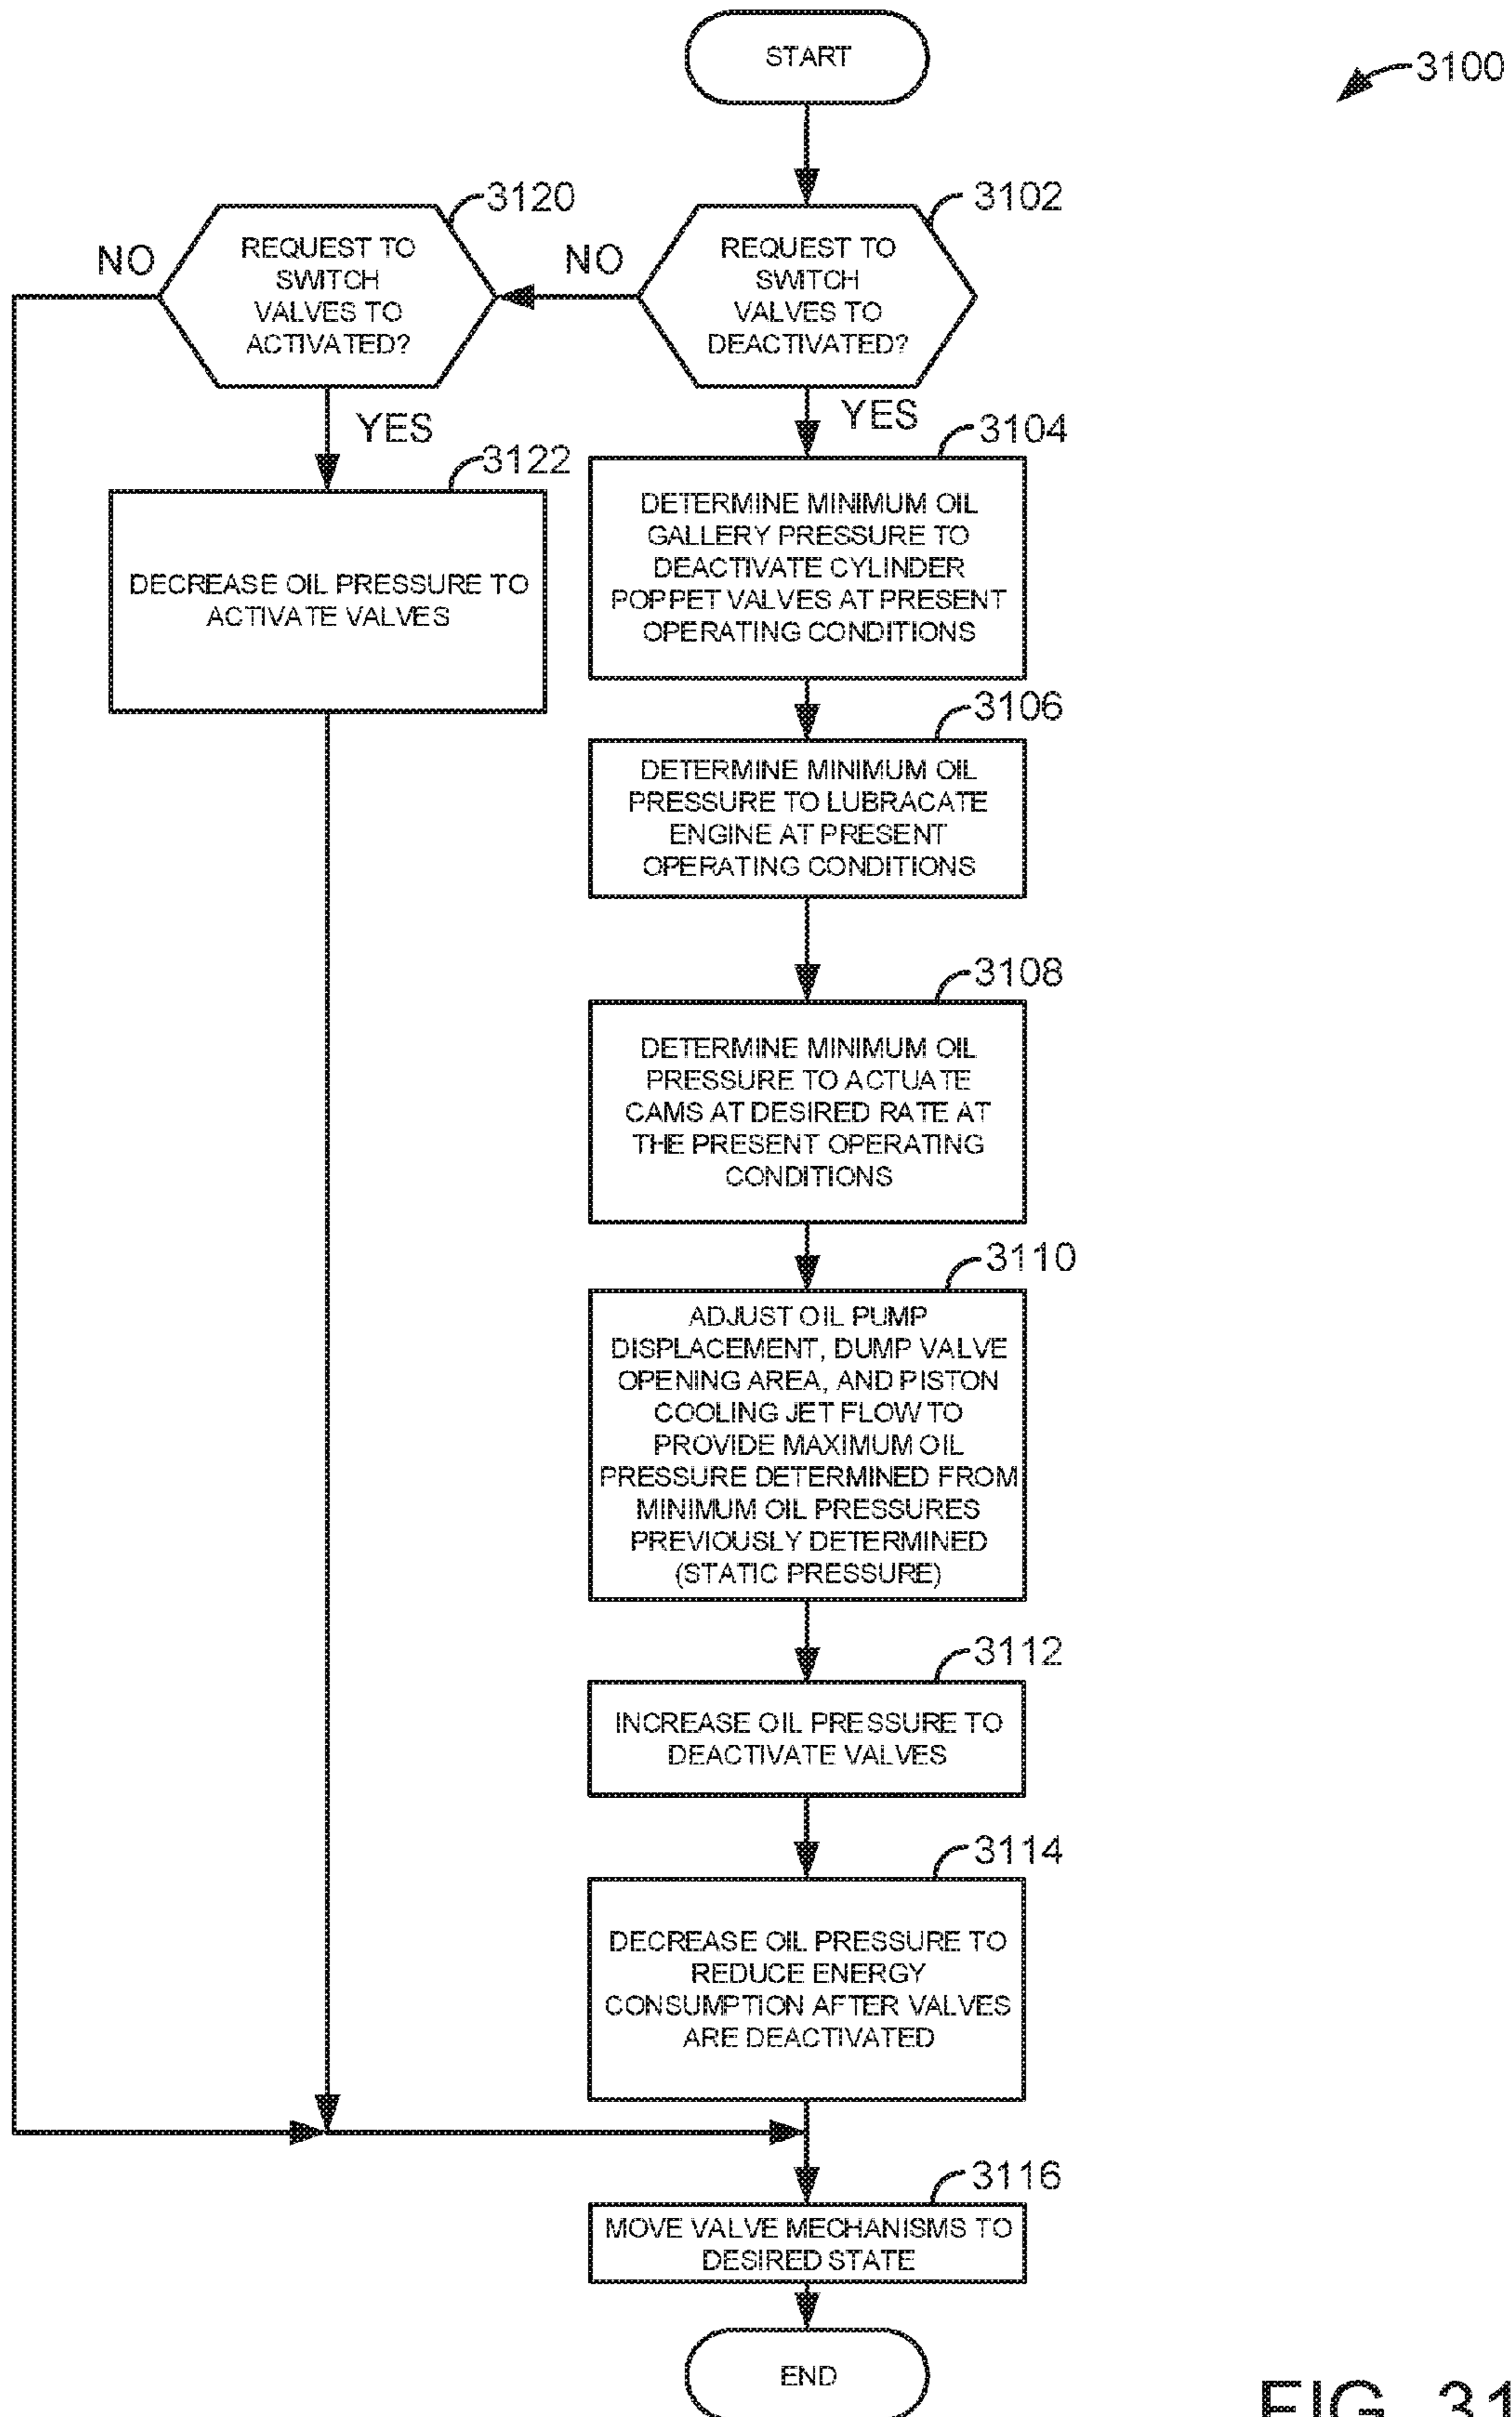 START
3100
3120
3102
REQUEST TO
SWITCH
VALVES TO
ACTIVATED?
REQUEST TO
SWITCH
VALVES TO
DEACTIVATED?
NO
NO
YES
YES
3122
3104
DECREASE OIL PRESSURE TO
ACTIVATE VALVES
DETERMINE MINIMUM OIL
GALLERY PRESSURE TO
DEACTIVATE CYLINDER
POPPET VALVES AT PRESENT
OPERATING CONDITIONS
3106
DETERMINE MINIMUM OIL
PRESSURE TO LUBRACATE
ENGINE AT PRESENT
OPERATING CONDITIONS
3108
DETERMINE MINIMUM OIL
PRESSURE TO ACTUATE
CAMS AT DESIRED RATE AT
THE PRESENT OPERATING
CONDITIONS
3110
ADJUST OIL PUMP
DISPLACEMENT, DUMP VALVE
OPENING AREA, AND PISTON
COOLING JET FLOW TO
PROVIDE MAXIMUM OIL
PRESSURE DETERMINED FROM
MINIMUM OIL PRESSURES
PREVIOUSLY DETERMINED
(STATIC PRESSURE)
3112
INCREASE OIL PRESSURE TO
DEACTIVATE VALVES
3114
DECREASE OIL PRESSURE TO
REDUCE ENERGY
CONSUMPTION AFTER VALVES
ARE DEACTIVATED
3116
MOVE VALVE MECHANISMS TO
DESIRED STATE
END
FIG. 31